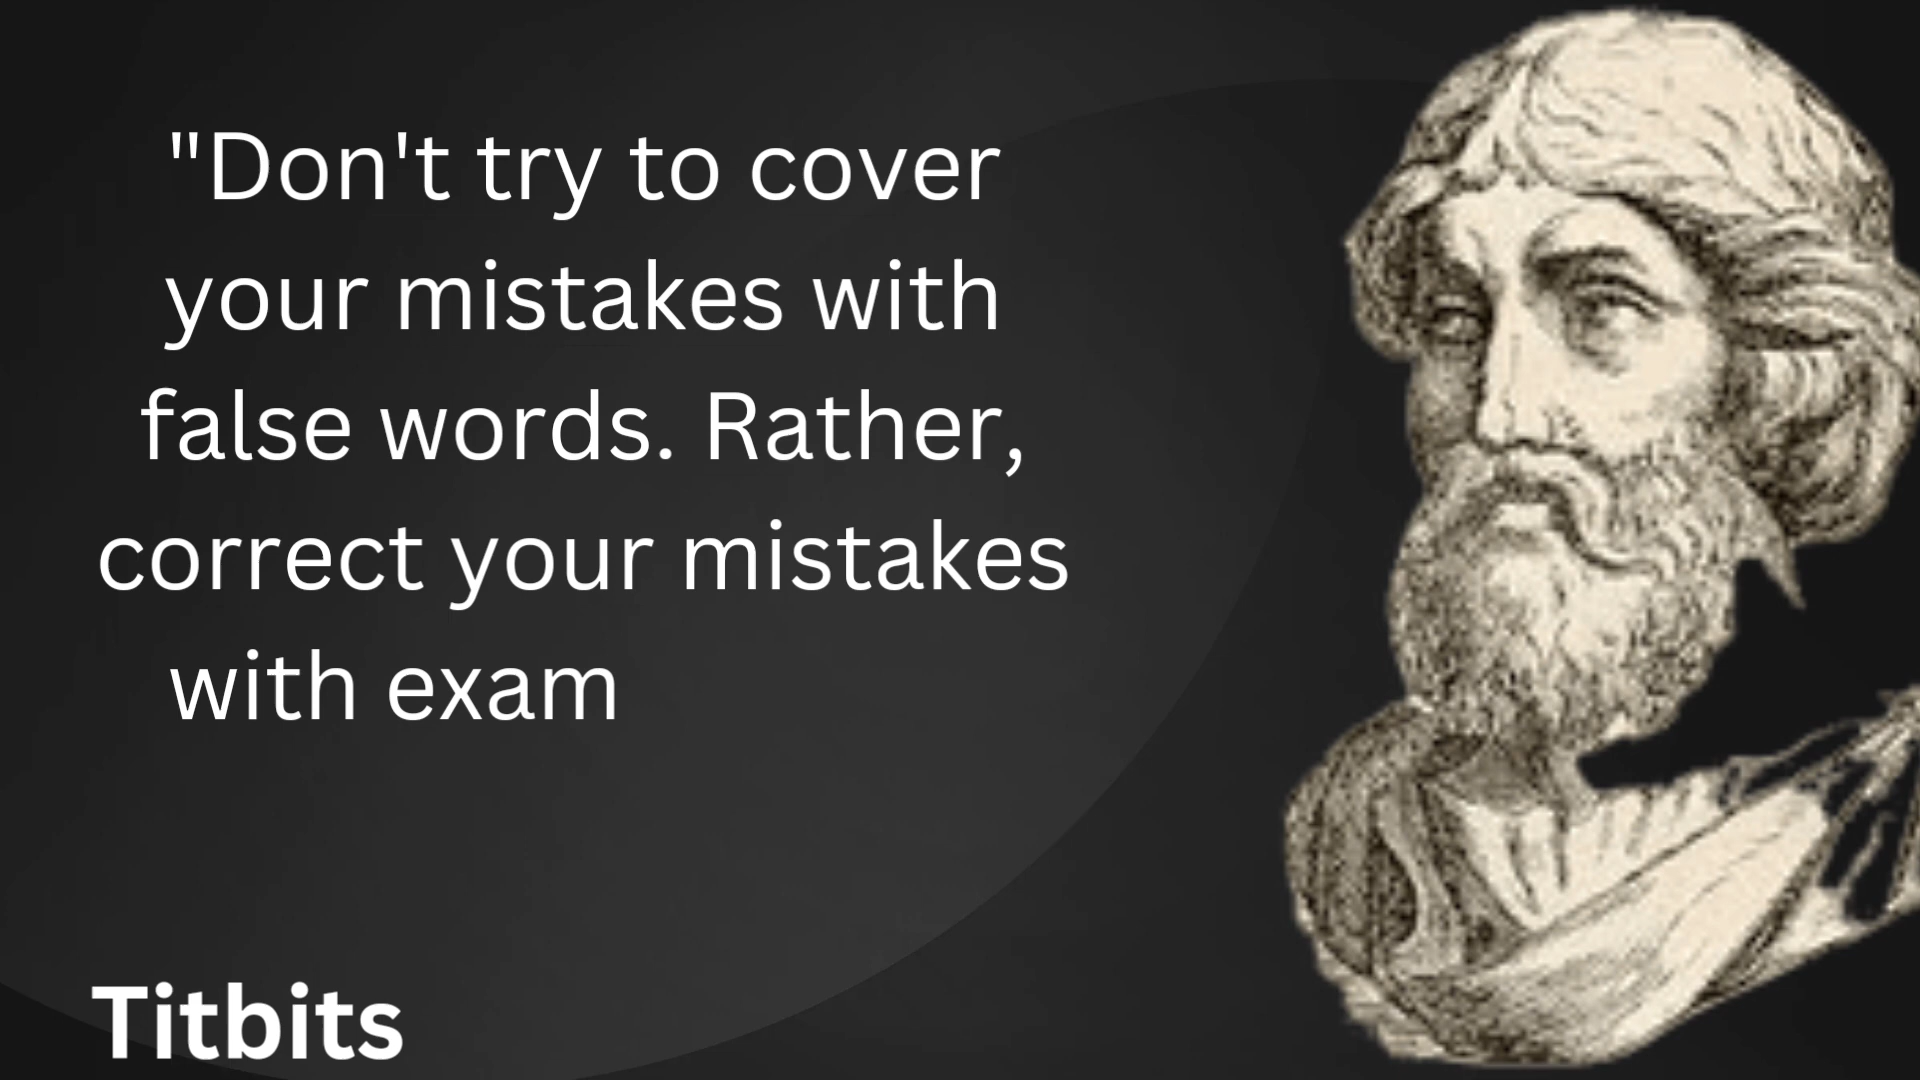 "Don't try to cover
your mistakes with
false words. Rather,
correct your mistakes
with exam
Titbits